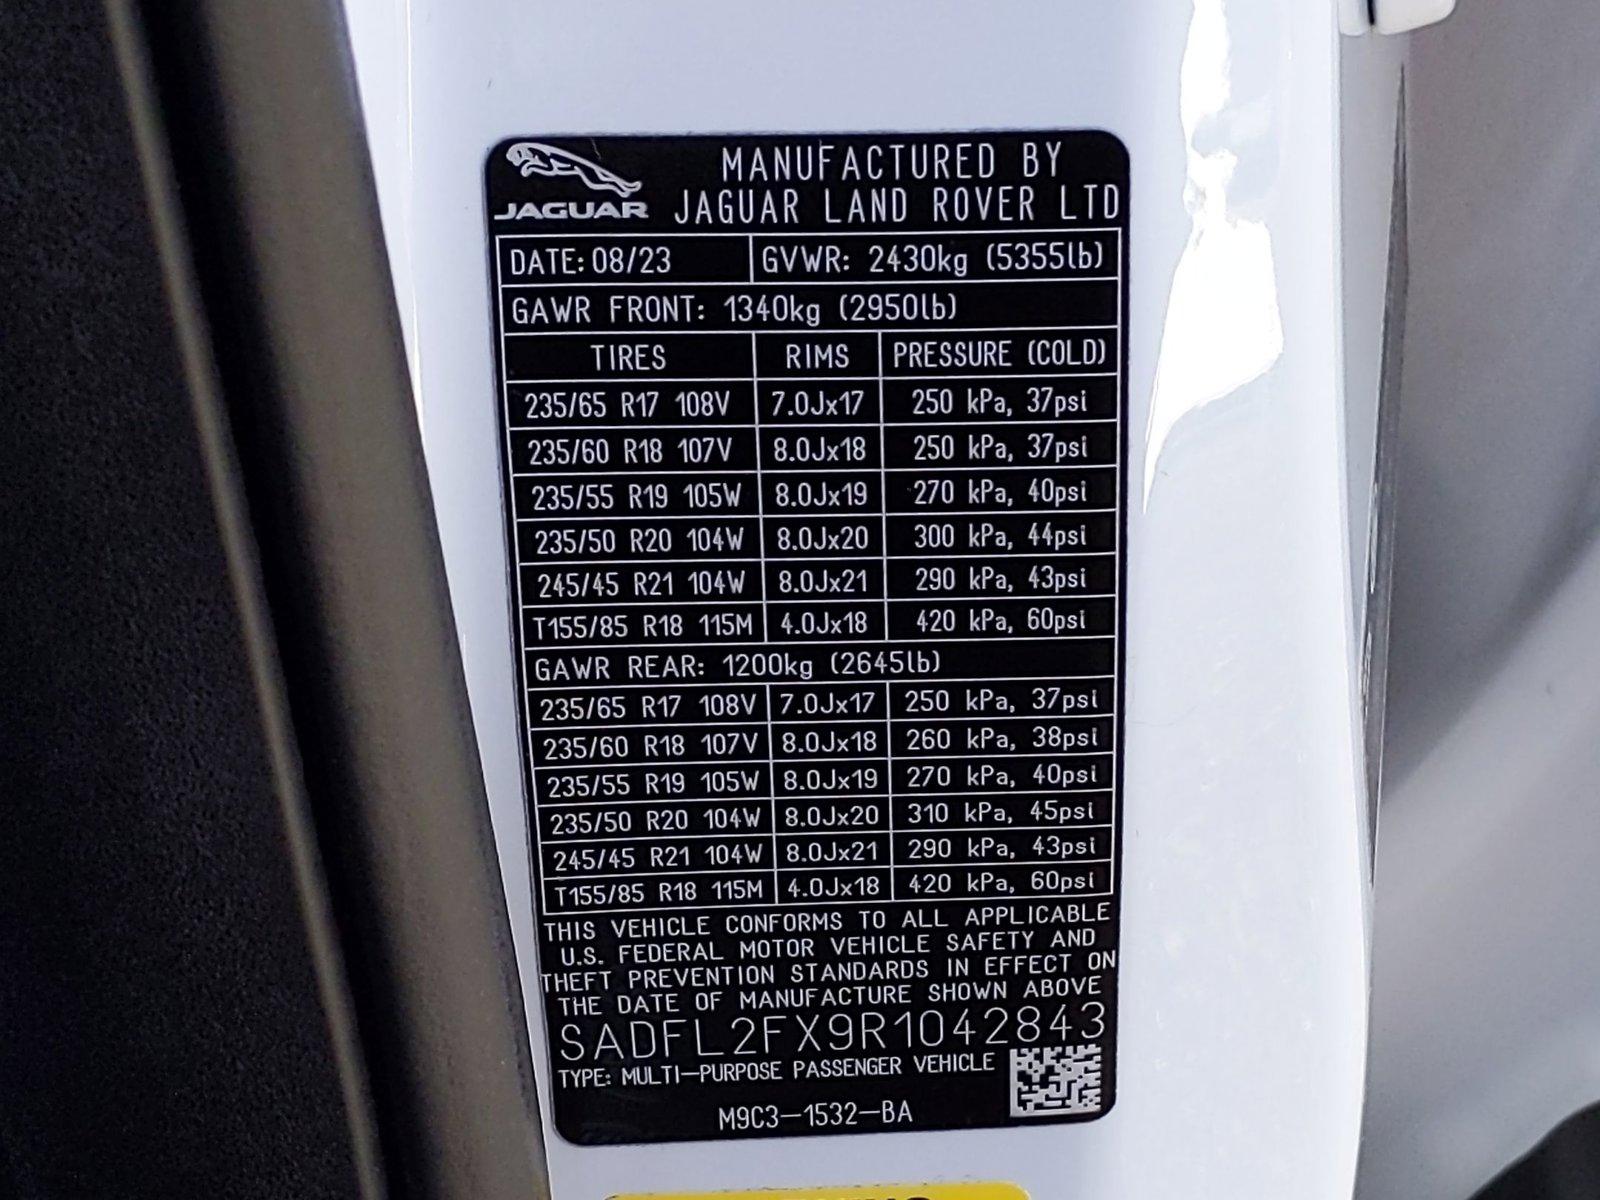 JAGUAR
MANUFACTURED BY
JAGUAR LAND ROVER LTD
DATE: 08/23 GVWR: 2430kg (5355lb)
GAWR FRONT: 1340kg (2950lb)
TIRES RIMS PRESSURE (COLD)
235/65 R17 108V 7.0Jx17 250 kPa, 37psi
235/60 R18 107V 8.0Jx18 250 kPa, 37psi
235/55 R19 105W 8.0Jx19 270 kPa, 40psi
235/50 R20 104W 8.0Jx20 300 kPa, 44psi
245/45 R21 104W 8.0Jx21 290 kPa, 43psi
T155/85 R18 115M 4.0Jx18 420 kPa, 60psi
GAWR REAR: 1200kg (2645lb)
235/65 R17 108V 7.0Jx17 250 kPa, 37psi
235/60 R18 107V 8.0Jx18 260 kPa, 38psi
235/55 R19 105W 8.0Jx19 270 kPa, 40psi
235/50 R20 104W 8.0Jx20 310 kPa, 45psi
245/45 R21 104W 8.0Jx21 290 kPa, 43psi
T155/85 R18 115M 4.0Jx18 420 kPa, 60psi
THIS VEHICLE CONFORMS TO ALL APPLICABLE
U.S. FEDERAL MOTOR VEHICLE SAFETY AND
THEFT PREVENTION STANDARDS IN EFFECT ON
THE DATE OF MANUFACTURE SHOWN ABOVE
SADFL2FX9R1042843
TYPE: MULTI-PURPOSE PASSENGER VEHICLE
M9C3-1532-BA